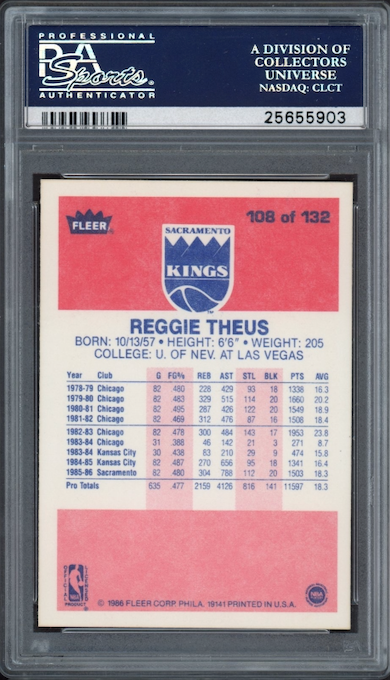 PROFESSIONAL
PSA
Sports
AUTHENTICATOR
A DIVISION OF
COLLECTORS
UNIVERSE
NASDAQ: CLCT
25655903
FLEER®
108 of 132
SACRAMENTO
KINGS
REGGIE THEUS
BORN: 10/13/57 • HEIGHT: 6'6" • WEIGHT: 205
COLLEGE: U. OF NEV. AT LAS VEGAS
Year Club G FG% REB AST STL BLK PTS AVG
1978-79 Chicago 82 .480 228 429 93 18 1338 16.3
1979-80 Chicago 82 .483 329 515 114 20 1660 20.2
1980-81 Chicago 82 .495 287 426 122 20 1549 18.9
1981-82 Chicago 82 .469 312 476 87 16 1508 18.4
1982-83 Chicago 82 .478 300 484 143 17 1953 23.8
1983-84 Chicago 31 .388 46 142 21 3 271 8.7
1983-84 Kansas City 30 .438 83 210 29 9 474 15.8
1984-85 Kansas City 82 .487 270 656 95 18 1341 16.4
1985-86 Sacramento 82 .480 304 788 112 20 1503 18.3
Pro Totals 635 .477 2159 4126 816 141 11597 18.3
OFFICIAL LICENSED
NBA
PRODUCT
© 1986 FLEER CORP PHILA. 19141 PRINTED IN U.S.A.